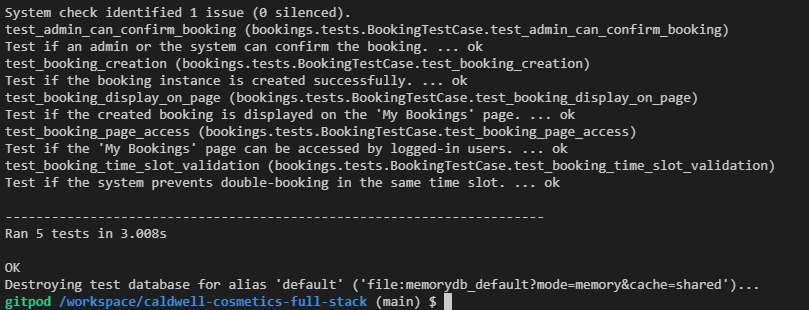 System check identified 1 issue (0 silenced).
test_admin_can_confirm_booking (bookings.tests.BookingTestCase.test_admin_can_confirm_booking)
Test if an admin or the system can confirm the booking. ... ok
test_booking_creation (bookings.tests.BookingTestCase.test_booking_creation)
Test if the booking instance is created successfully. ... ok
test_booking_display_on_page (bookings.tests.BookingTestCase.test_booking_display_on_page)
Test if the created booking is displayed on the 'My Bookings' page. ... ok
test_booking_page_access (bookings.tests.BookingTestCase.test_booking_page_access)
Test if the 'My Bookings' page can be accessed by logged-in users. ... ok
test_booking_time_slot_validation (bookings.tests.BookingTestCase.test_booking_time_slot_validation)
Test if the system prevents double-booking in the same time slot. ... ok
----------------------------------------------------------------------
Ran 5 tests in 3.008s
OK
Destroying test database for alias 'default' ('file:memorydb_default?mode=memory&cache=shared')...
gitpod /workspace/caldwell-cosmetics-full-stack (main) $